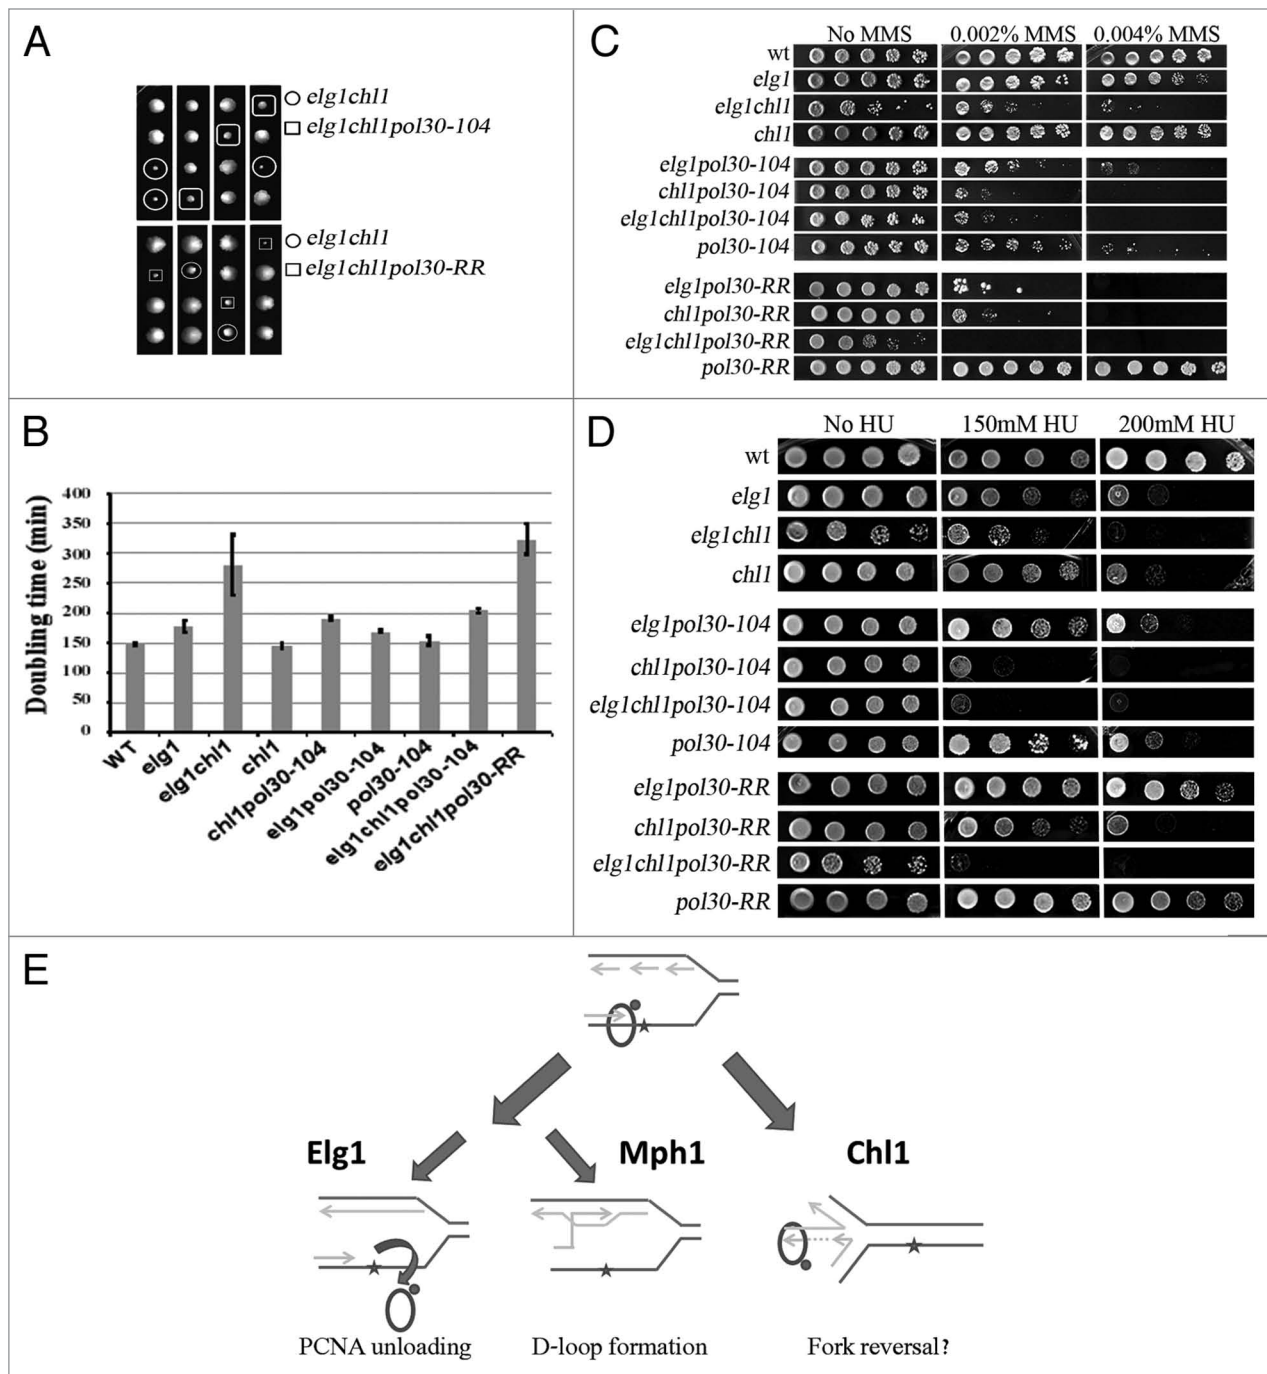 A
elg1chl1
elg1chl1pol30-104
elg1chl1
elg1chl1pol30-RR
B
Doubling time (min)
400
350
300
250
200
150
100
50
0
WT
elg1
elg1chl1
chl1
chl1pol30-104
elg1pol30-104
pol30-104
elg1chl1pol30-104
elg1chl1pol30-RR
C
No MMS 0.002% MMS 0.004% MMS
wt
elg1
elg1chl1
chl1
elg1pol30-104
chl1pol30-104
elg1chl1pol30-104
pol30-104
elg1pol30-RR
chl1pol30-RR
elg1chl1pol30-RR
pol30-RR
D
No HU 150mM HU 200mM HU
wt
elg1
elg1chl1
chl1
elg1pol30-104
chl1pol30-104
elg1chl1pol30-104
pol30-104
elg1pol30-RR
chl1pol30-RR
elg1chl1pol30-RR
pol30-RR
E
Elg1 Mph1 Chl1
PCNA unloading D-loop formation Fork reversal?